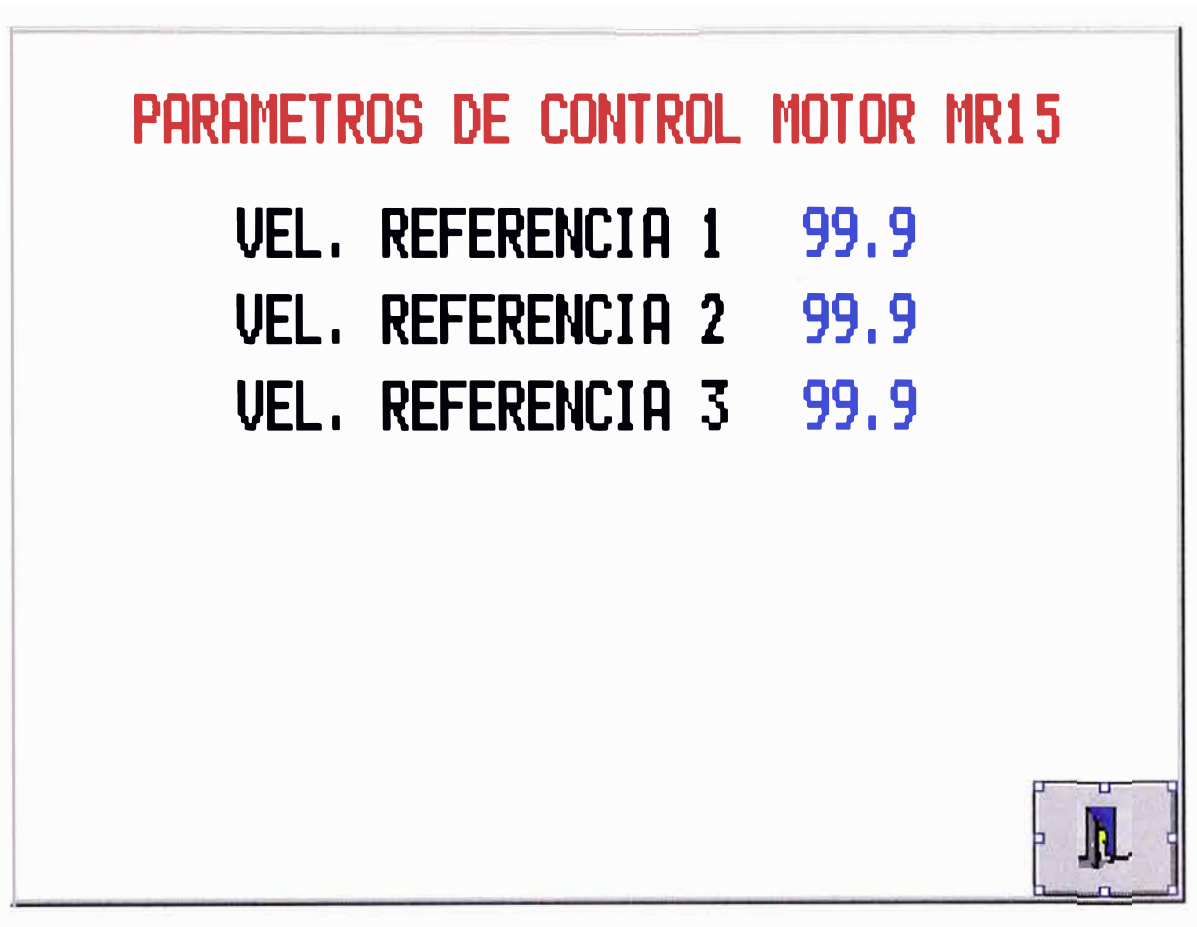 PARAMETROS DE CONTROL MOTOR MR15
VEL. REFERENCIA 1 99.9
VEL. REFERENCIA 2 99.9
VEL. REFERENCIA 3 99.9